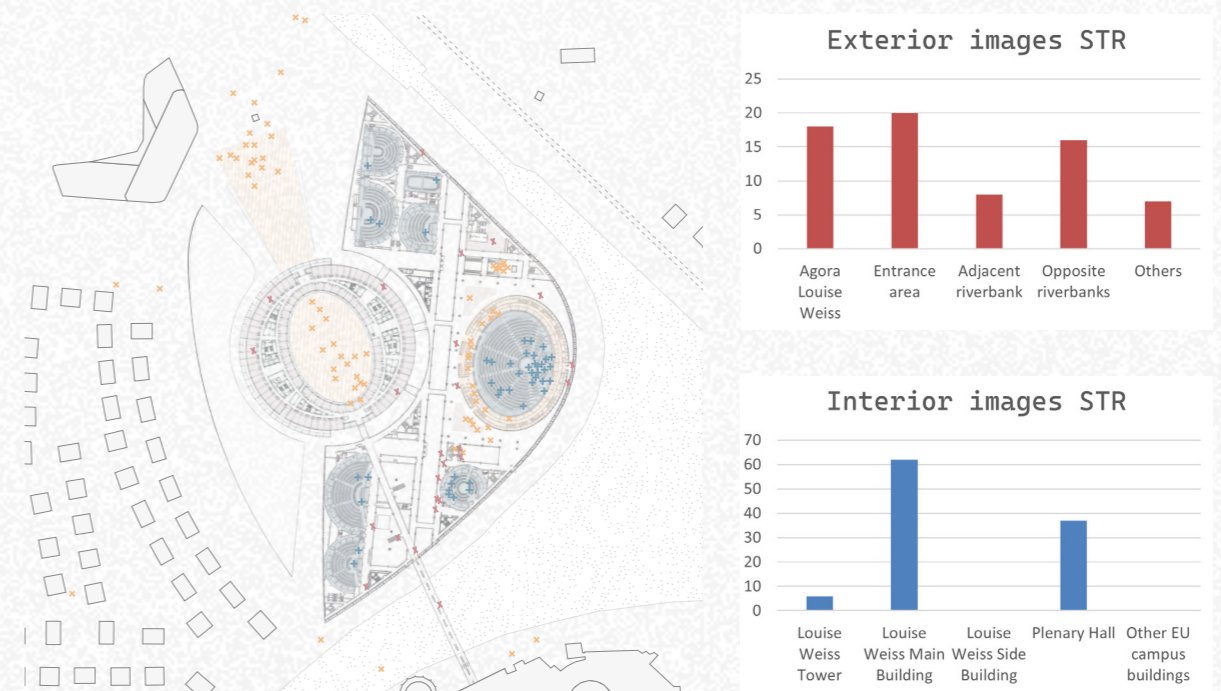 Exterior images STR
25
20
15
10
5
0
Agora
Louise
Weiss
Entrance
area
Adjacent
riverbank
Opposite
riverbanks
Others
Interior images STR
70
60
50
40
30
20
10
0
Louise
Weiss
Tower
Louise
Weiss Main
Building
Louise
Weiss Side
Building
Plenary Hall
Other EU
campus
buildings